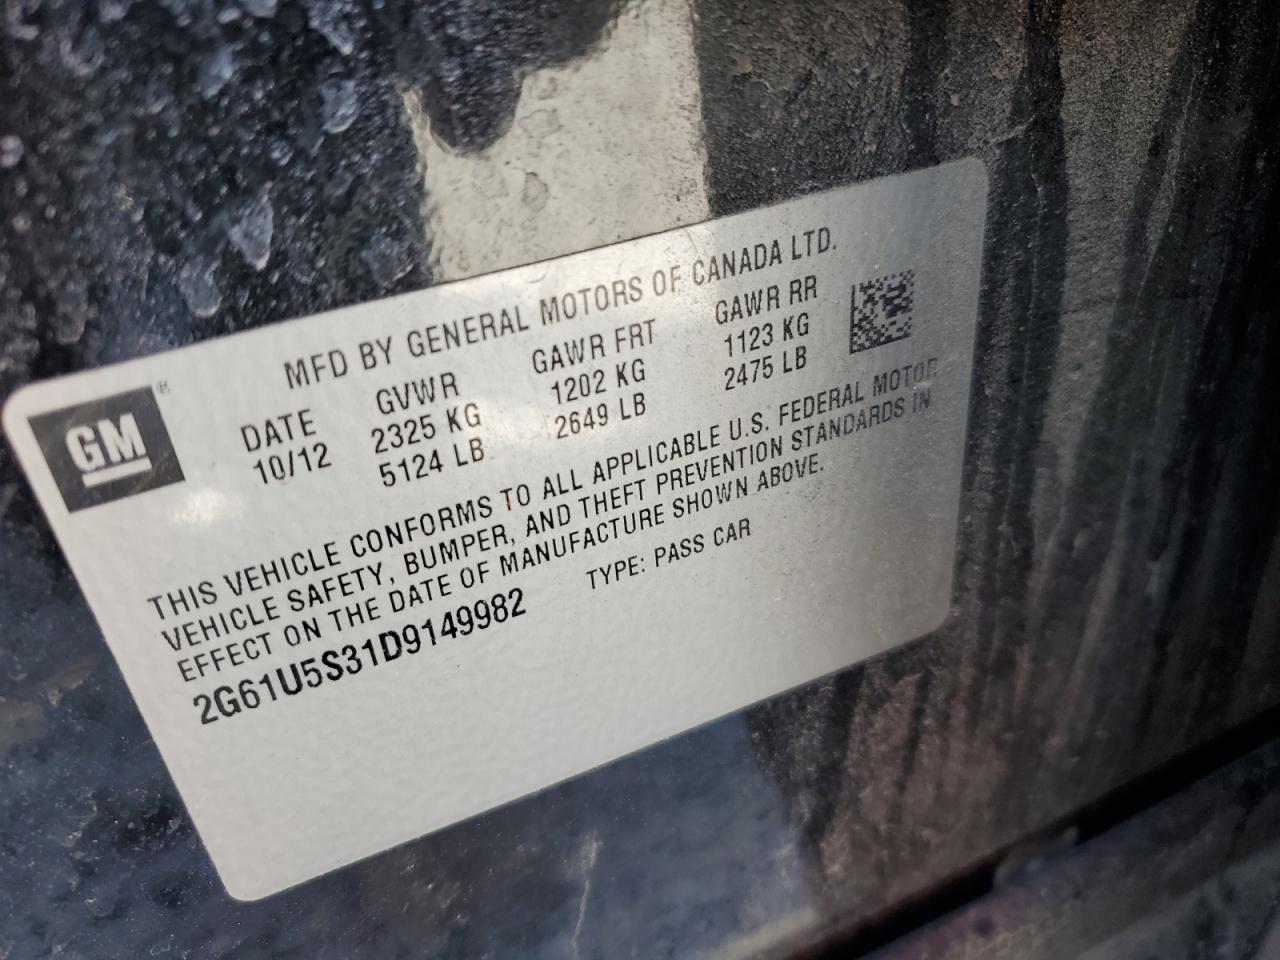 GM
MFD BY GENERAL MOTORS OF CANADA LTD.
DATE GVWR GAWR FRT GAWR RR
10/12 2325 KG 1202 KG 1123 KG
5124 LB 2649 LB 2475 LB
THIS VEHICLE CONFORMS TO ALL APPLICABLE U.S. FEDERAL MOTOR
VEHICLE SAFETY, BUMPER, AND THEFT PREVENTION STANDARDS IN
EFFECT ON THE DATE OF MANUFACTURE SHOWN ABOVE.
2G61U5S31D9149982 TYPE: PASS CAR